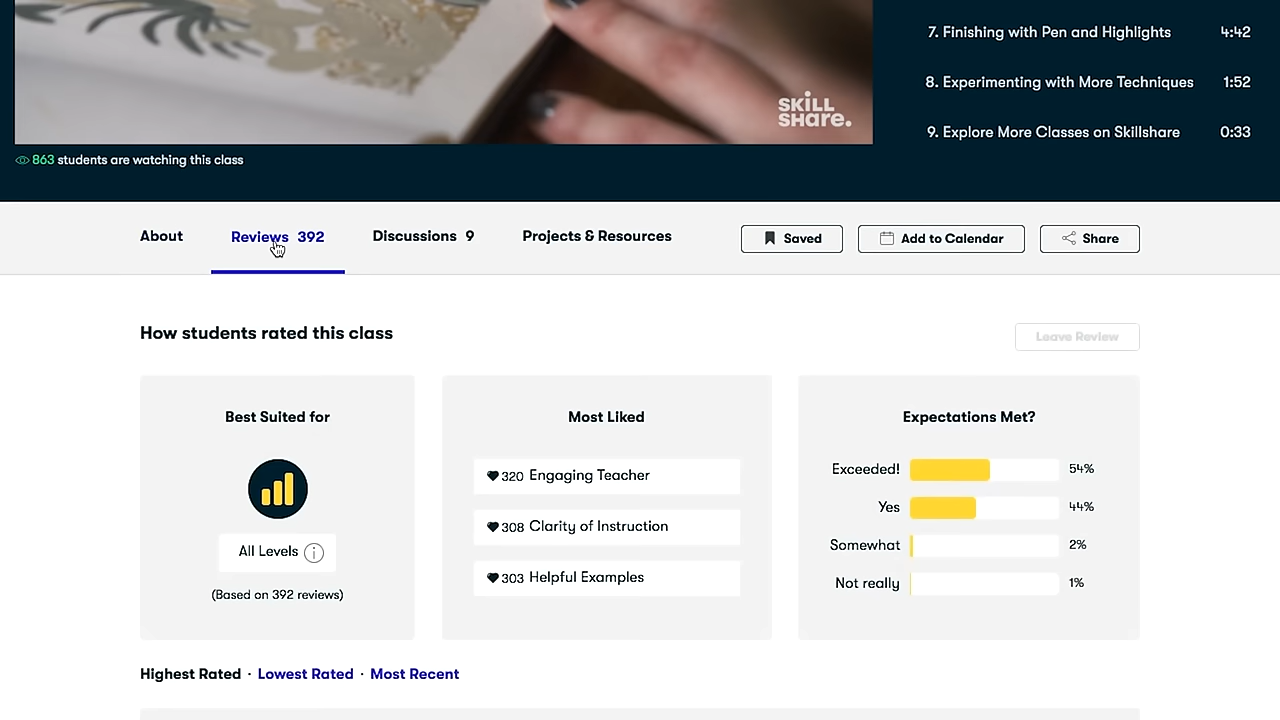 7. Finishing with Pen and Highlights 4:42
8. Experimenting with More Techniques 1:52
SKILL
SHare.
9. Explore More Classes on Skillshare 0:33
863 students are watching this class
About Reviews 392 Discussions 9 Projects & Resources Saved Add to Calendar Share
How students rated this class
Leave Review
Best Suited for
All Levels
(Based on 392 reviews)
Most Liked
320 Engaging Teacher
308 Clarity of Instruction
303 Helpful Examples
Expectations Met?
Exceeded! 54%
Yes 44%
Somewhat 2%
Not really 1%
Highest Rated · Lowest Rated · Most Recent